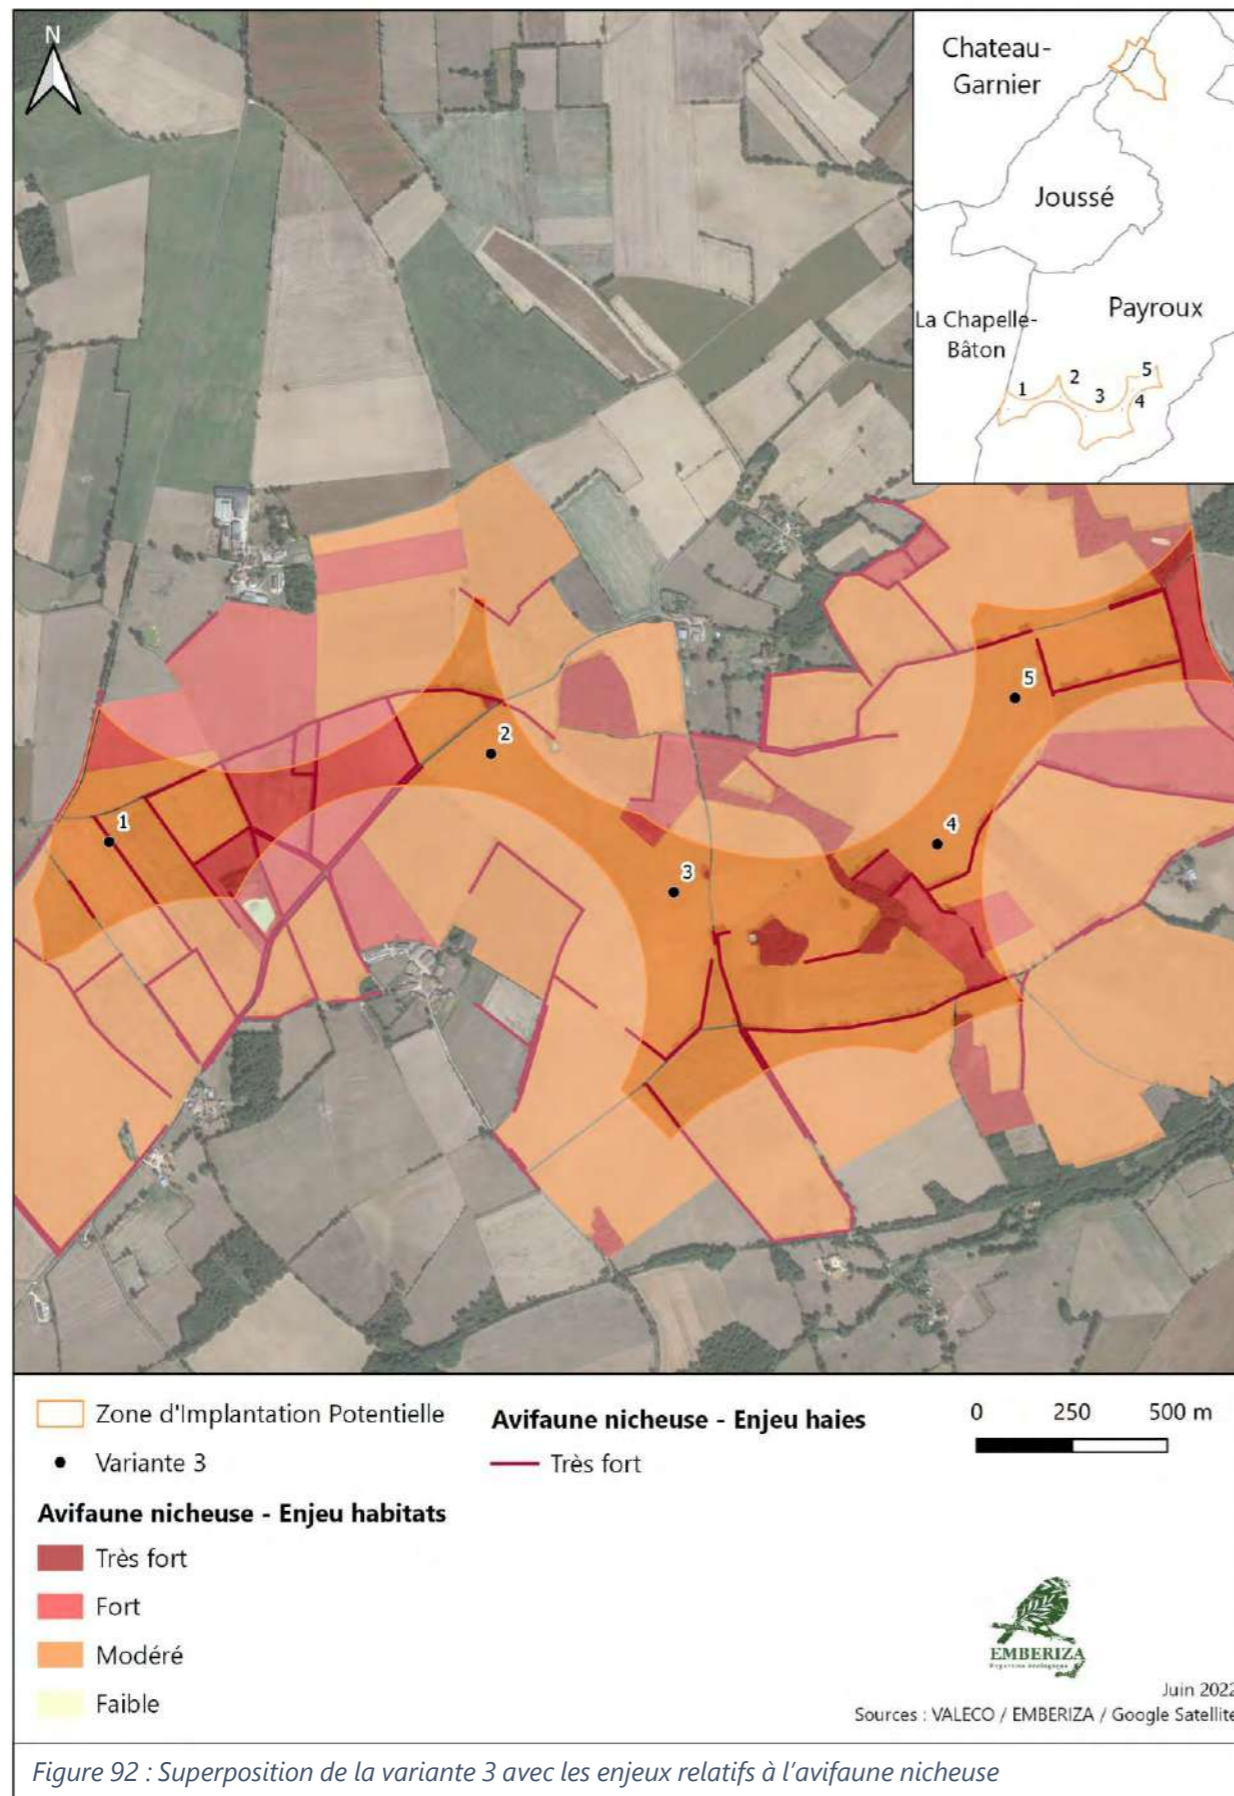 N
Chateau-
Garnier
Joussé
Payroux
La Chapelle-
Bâton
1
2
3
5
4
1
2
3
4
5
Zone d'Implantation Potentielle
Variante 3
Avifaune nicheuse - Enjeu habitats
Très fort
Fort
Modéré
Faible
Avifaune nicheuse - Enjeu haies
Très fort
0 250 500 m
EMBERIZA
Juin 2022
Sources : VALECO / EMBERIZA / Google Satellite
Figure 92 : Superposition de la variante 3 avec les enjeux relatifs à l'avifaune nicheuse